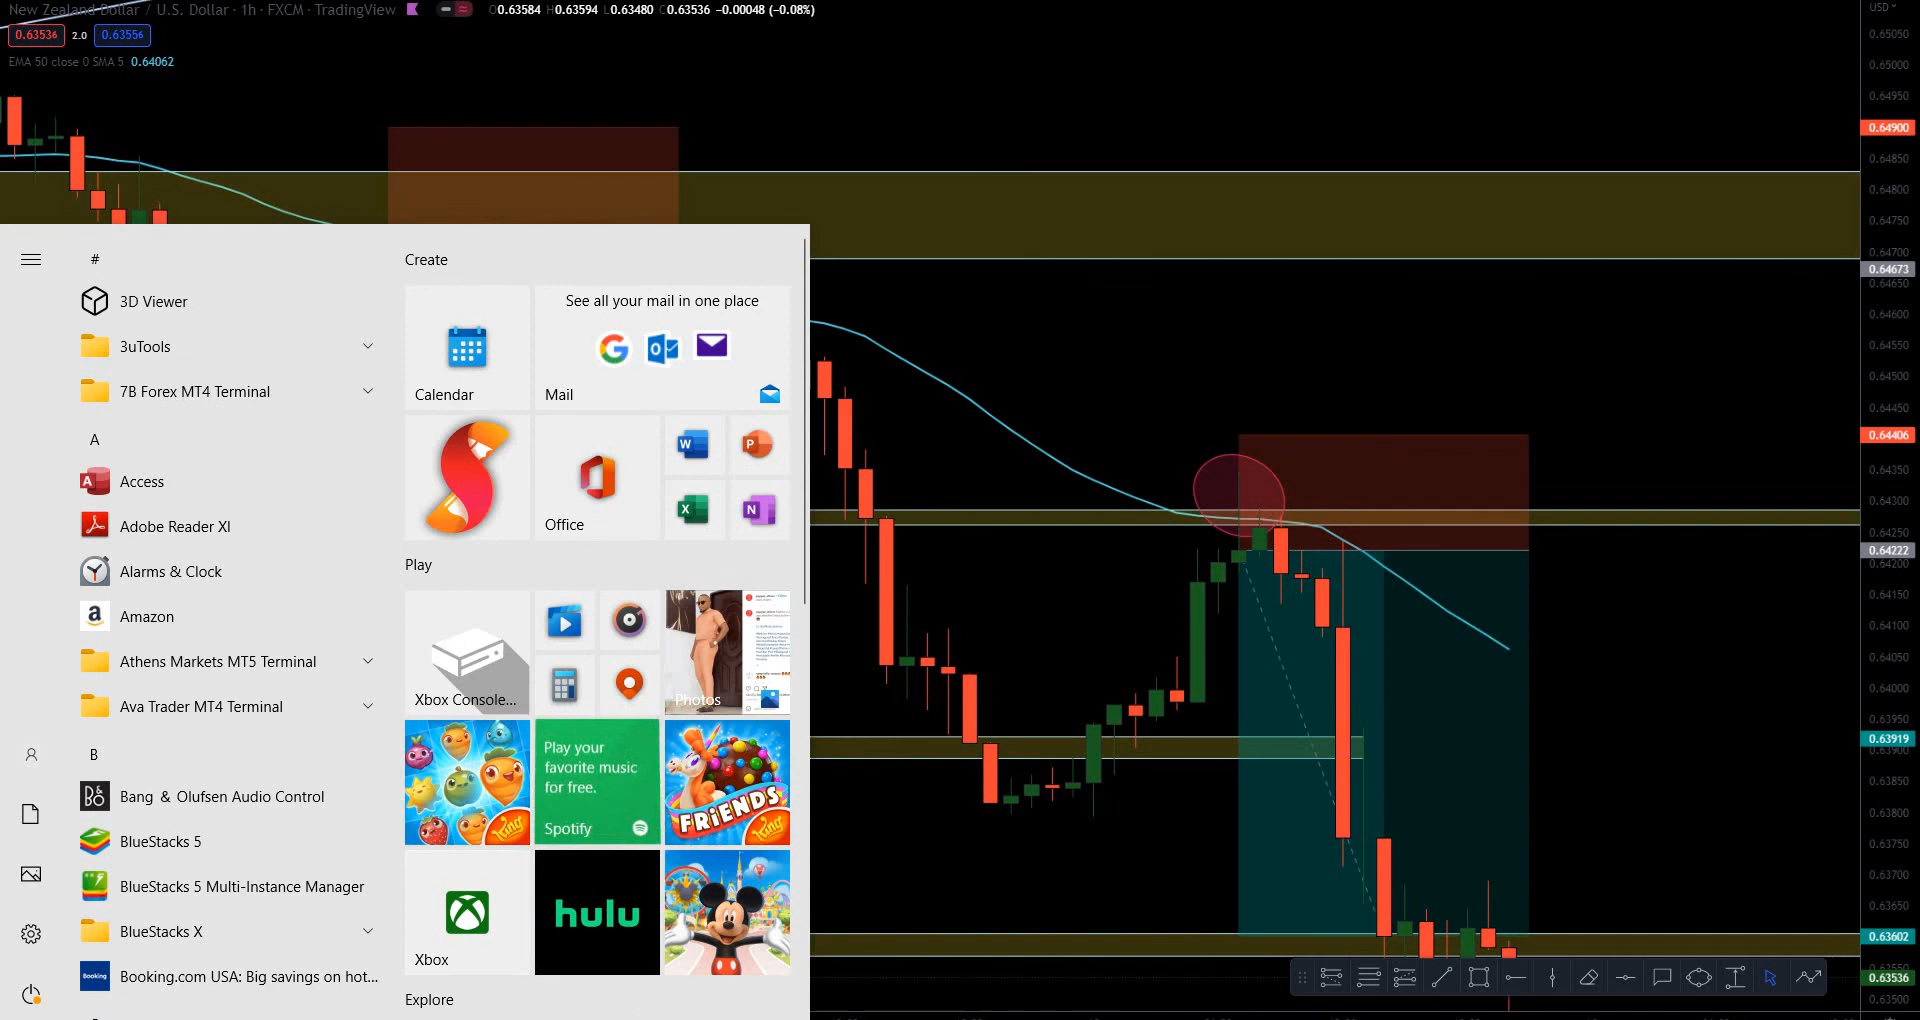 New Zealand Dollar / U.S. Dollar · 1h · FXCM · TradingView
O0.63584 H0.63594 L0.63480 C0.63536 −0.00048 (−0.08%)
0.63536 2.0 0.63556
EMA 50 close 0 SMA 5 0.64062
USD
0.65050
0.65000
0.64950
0.64900
0.64850
0.64800
0.64750
0.64700
0.64673
0.64650
0.64600
0.64550
0.64500
0.64450
0.64406
0.64350
0.64300
0.64250
0.64222
0.64200
0.64150
0.64100
0.64050
0.64000
0.63950
0.63919
0.63900
0.63850
0.63800
0.63750
0.63700
0.63650
0.63602
0.63550
0.63536
0.63500
#
3D Viewer
3uTools
7B Forex MT4 Terminal
A
Access
Adobe Reader XI
Alarms & Clock
Amazon
Athens Markets MT5 Terminal
Ava Trader MT4 Terminal
B
Bang & Olufsen Audio Control
BlueStacks 5
BlueStacks 5 Multi-Instance Manager
BlueStacks X
Booking.com USA: Big savings on hot...
Create
Calendar
See all your mail in one place
Mail
Office
Play
Xbox Console...
Photos
Play your
favorite music
for free.
Spotify
FRiENDS
King
King
Xbox
hulu
Explore